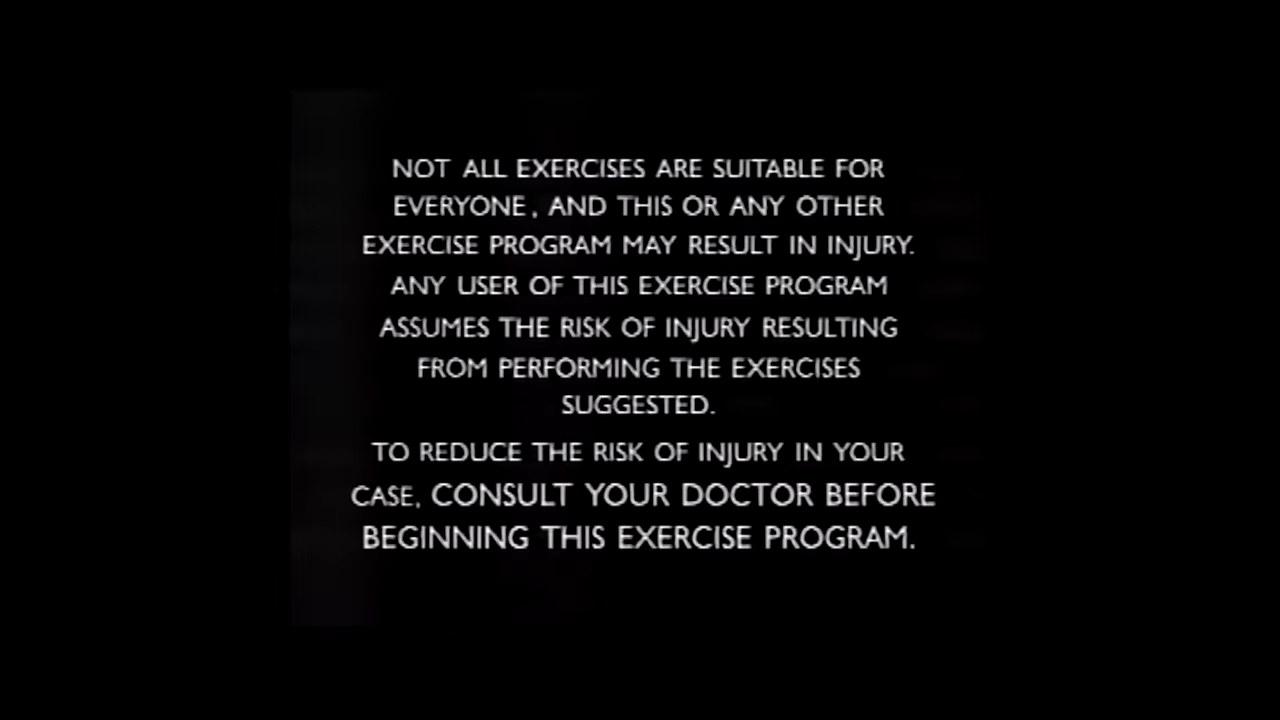 NOT ALL EXERCISES ARE SUITABLE FOR
EVERYONE, AND THIS OR ANY OTHER
EXERCISE PROGRAM MAY RESULT IN INJURY.
ANY USER OF THIS EXERCISE PROGRAM
ASSUMES THE RISK OF INJURY RESULTING
FROM PERFORMING THE EXERCISES
SUGGESTED.
TO REDUCE THE RISK OF INJURY IN YOUR
CASE, CONSULT YOUR DOCTOR BEFORE
BEGINNING THIS EXERCISE PROGRAM.